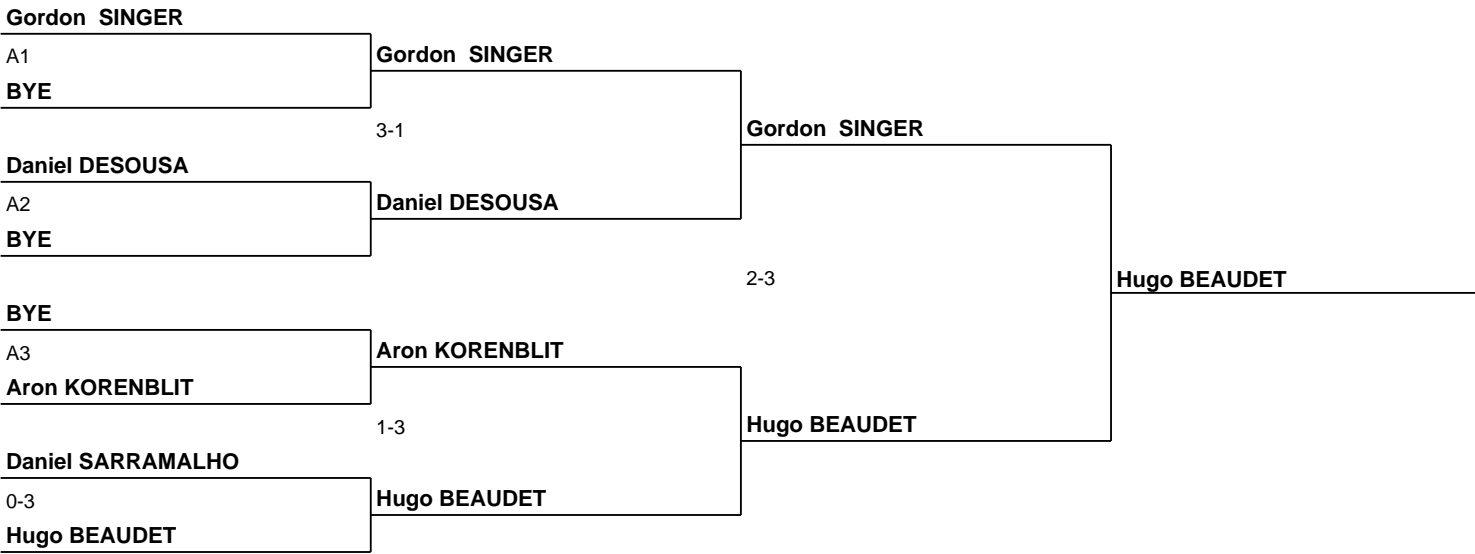 Gordon  SINGER
A1
Gordon  SINGER
BYE
3-1
Gordon  SINGER
Daniel DESOUSA
A2
Daniel DESOUSA
BYE
2-3
Hugo BEAUDET
BYE
A3
Aron KORENBLIT
Aron KORENBLIT
1-3
Hugo BEAUDET
Daniel SARRAMALHO
0-3
Hugo BEAUDET
Hugo BEAUDET